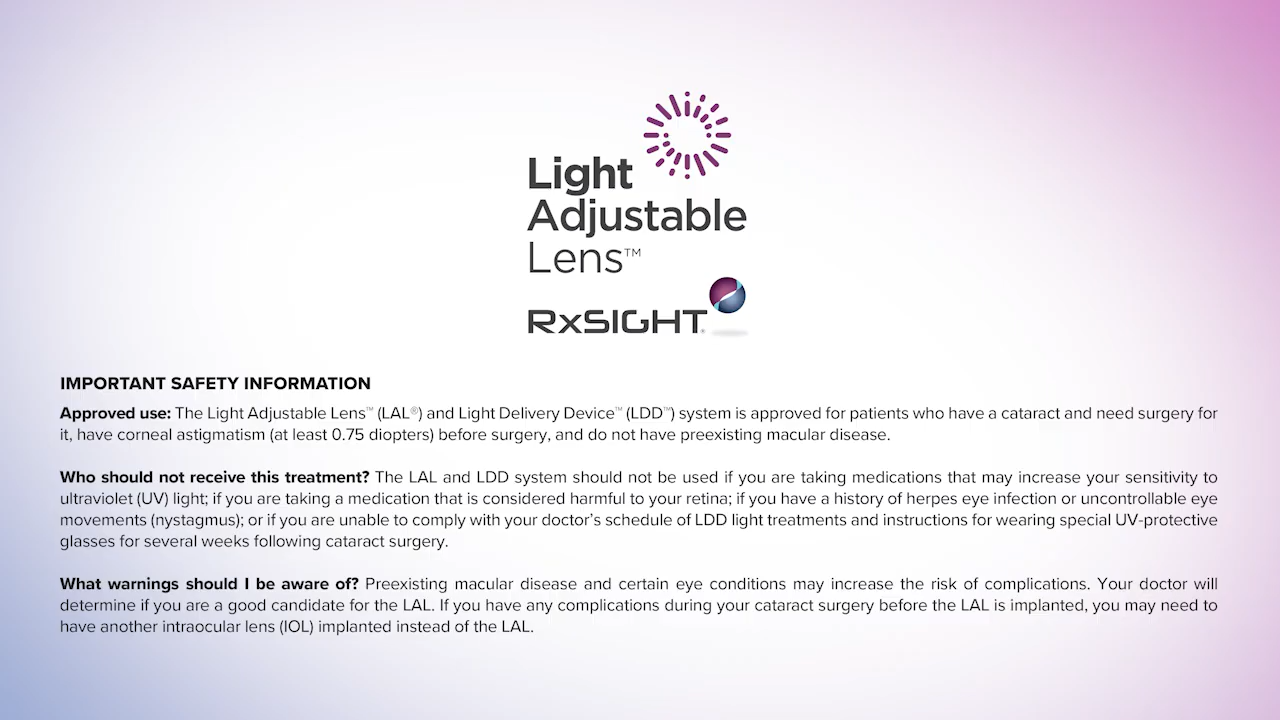 Light
Adjustable
Lens™
RxSIGHT®
IMPORTANT SAFETY INFORMATION
Approved use: The Light Adjustable Lens™ (LAL®) and Light Delivery Device™ (LDD™) system is approved for patients who have a cataract and need surgery for
it, have corneal astigmatism (at least 0.75 diopters) before surgery, and do not have preexisting macular disease.
Who should not receive this treatment? The LAL and LDD system should not be used if you are taking medications that may increase your sensitivity to
ultraviolet (UV) light; if you are taking a medication that is considered harmful to your retina; if you have a history of herpes eye infection or uncontrollable eye
movements (nystagmus); or if you are unable to comply with your doctor’s schedule of LDD light treatments and instructions for wearing special UV-protective
glasses for several weeks following cataract surgery.
What warnings should I be aware of? Preexisting macular disease and certain eye conditions may increase the risk of complications. Your doctor will
determine if you are a good candidate for the LAL. If you have any complications during your cataract surgery before the LAL is implanted, you may need to
have another intraocular lens (IOL) implanted instead of the LAL.